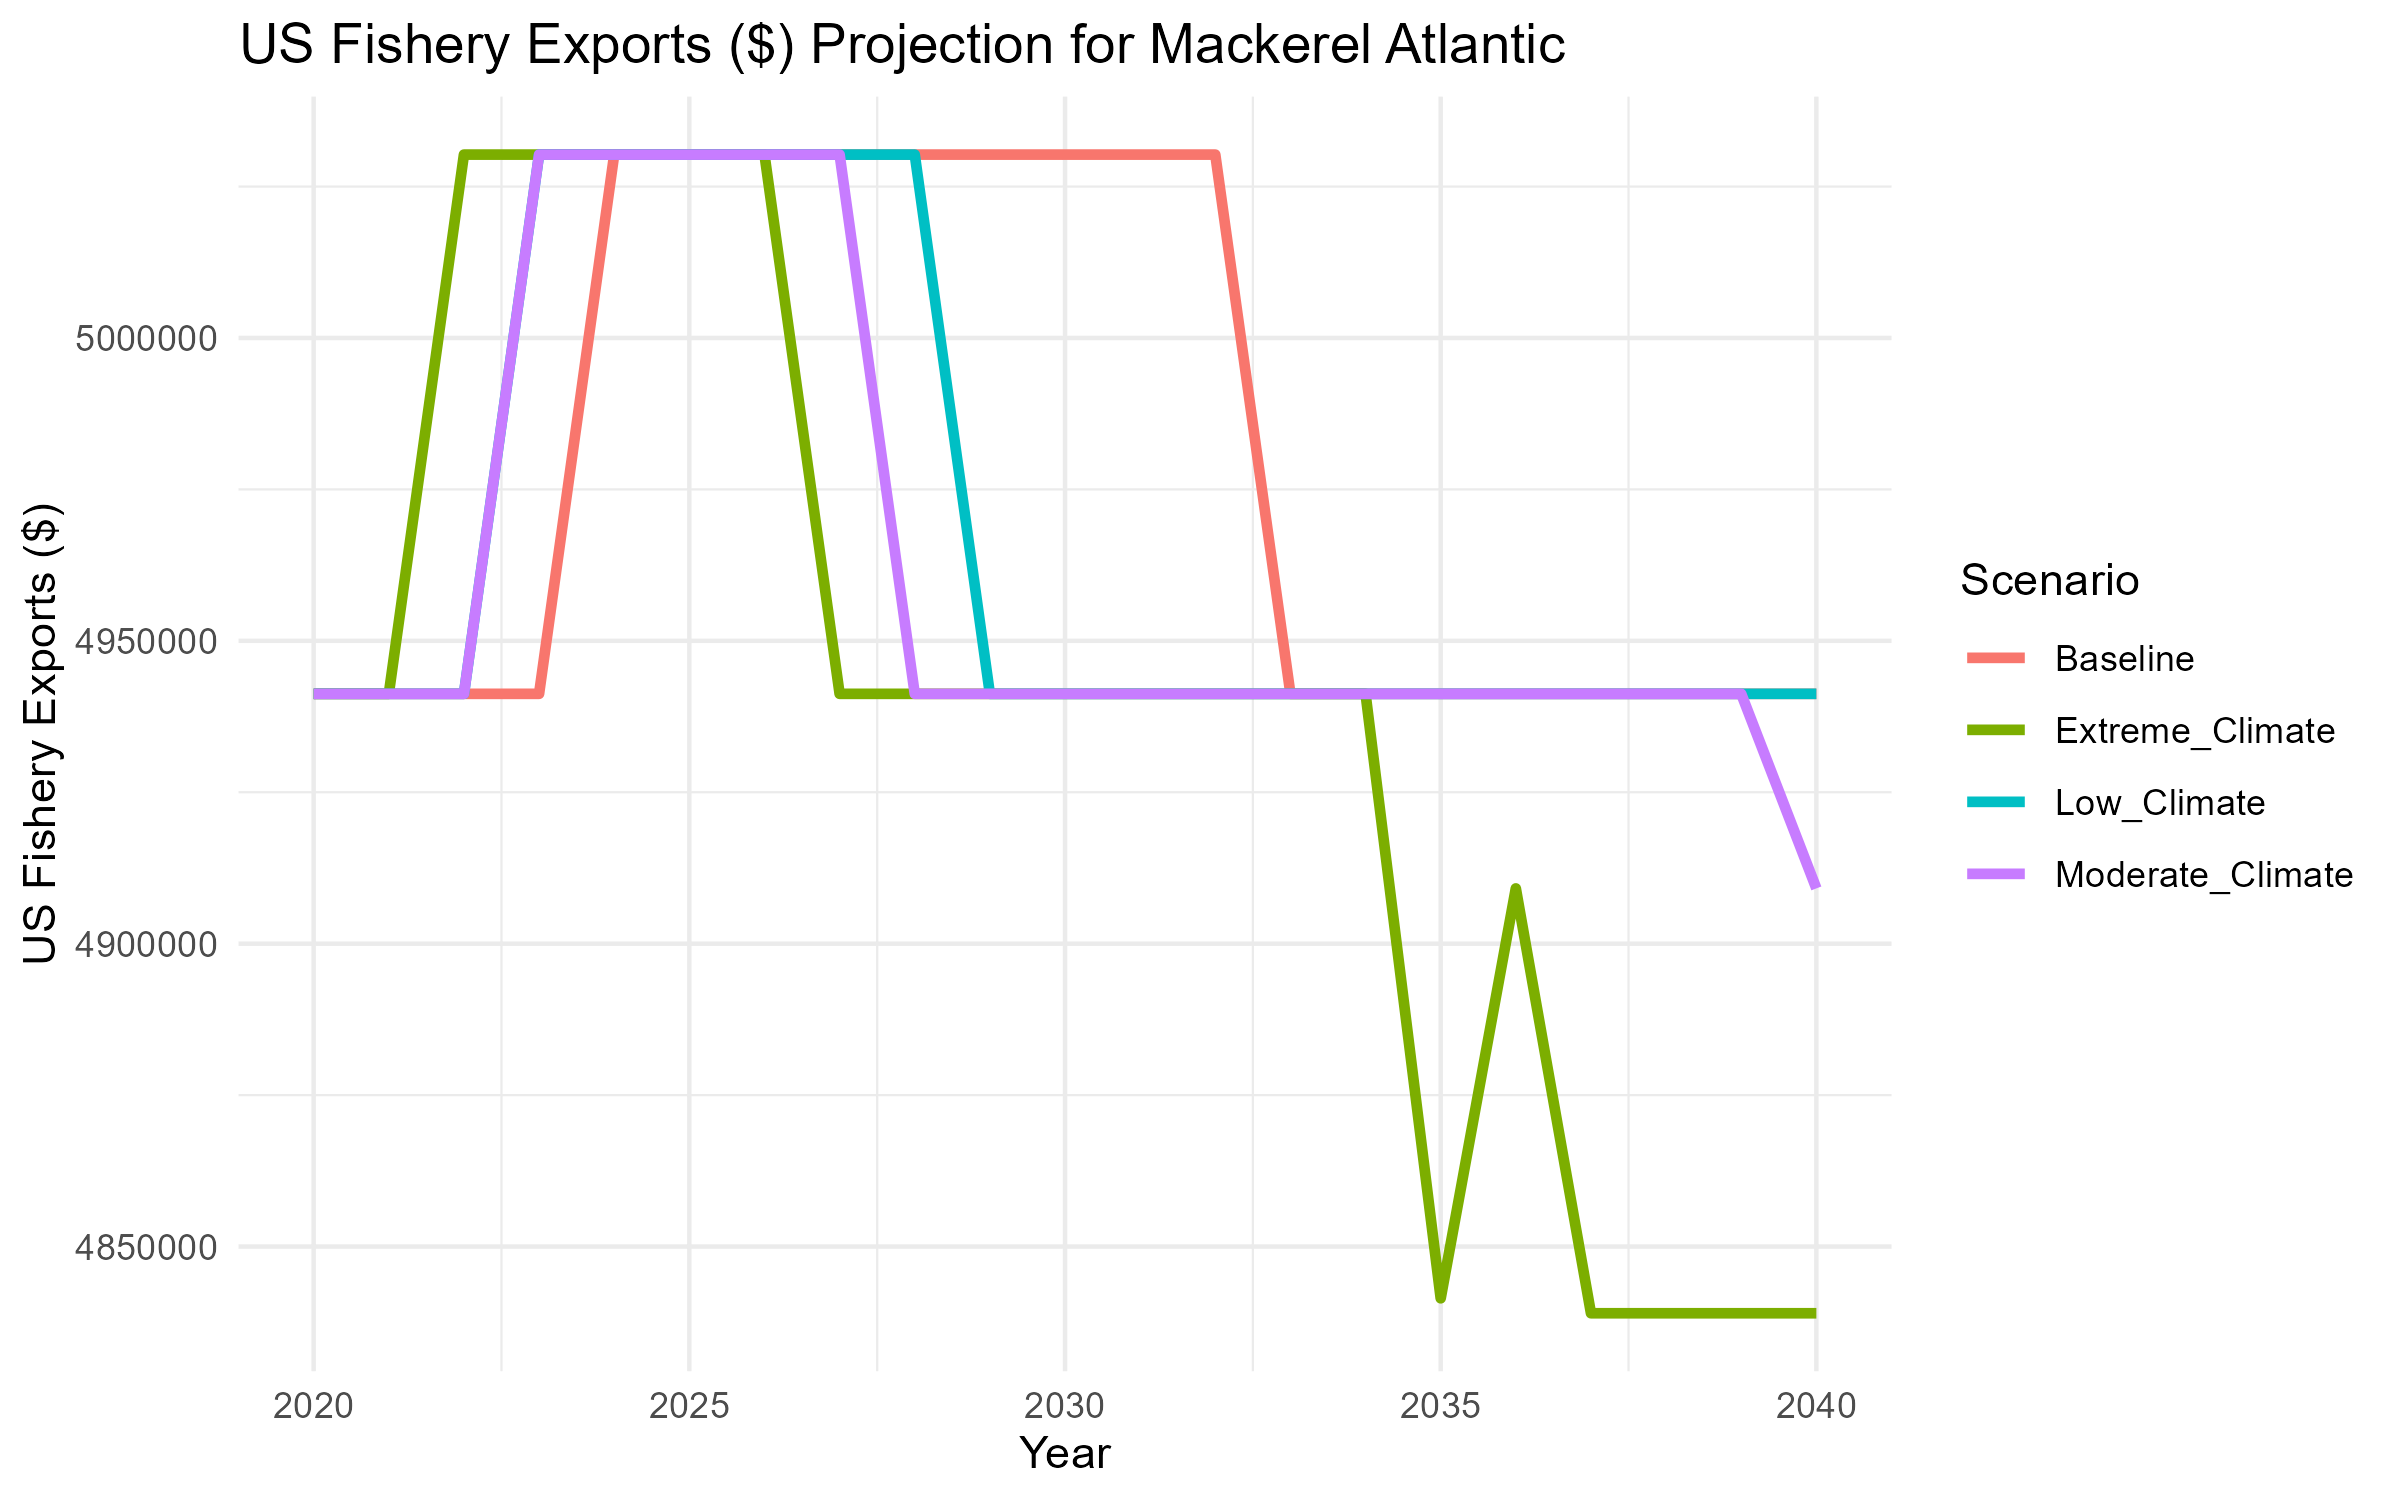 US Fishery Exports ($) Projection for Mackerel Atlantic
US Fishery Exports ($)
5000000
4950000
4900000
4850000
2020
2025
2030
2035
2040
Year
Scenario
Baseline
Extreme_Climate
Low_Climate
Moderate_Climate